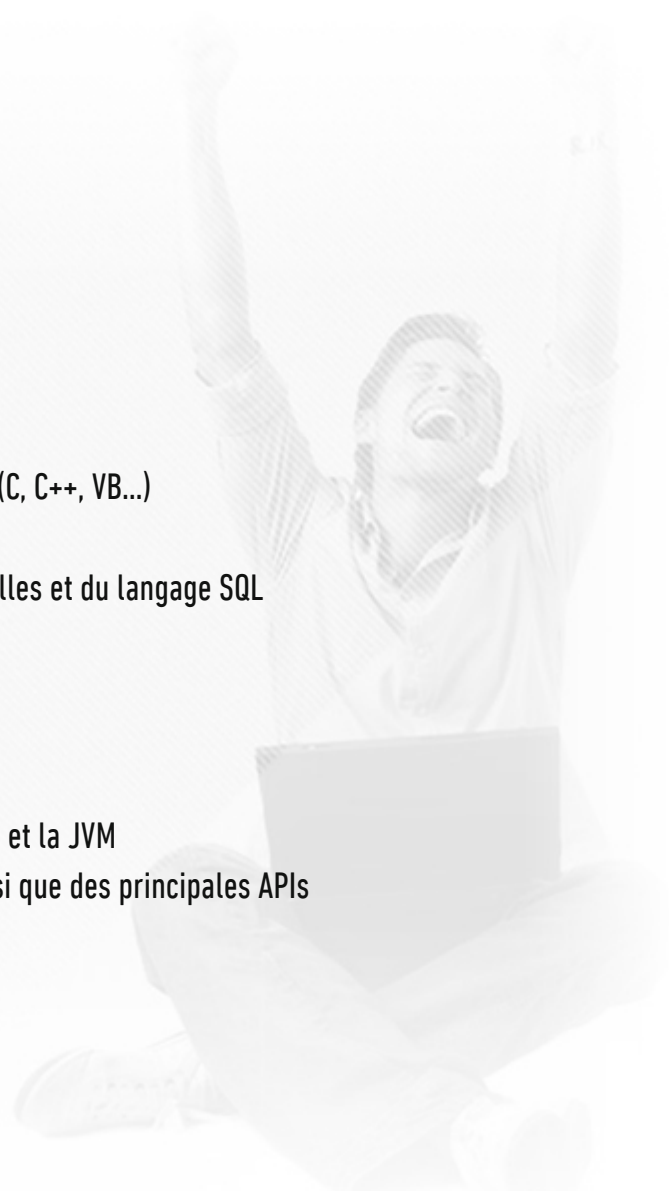 (C, C++, VB...)
lles et du langage SQL
et la JVM
si que des principales APIs